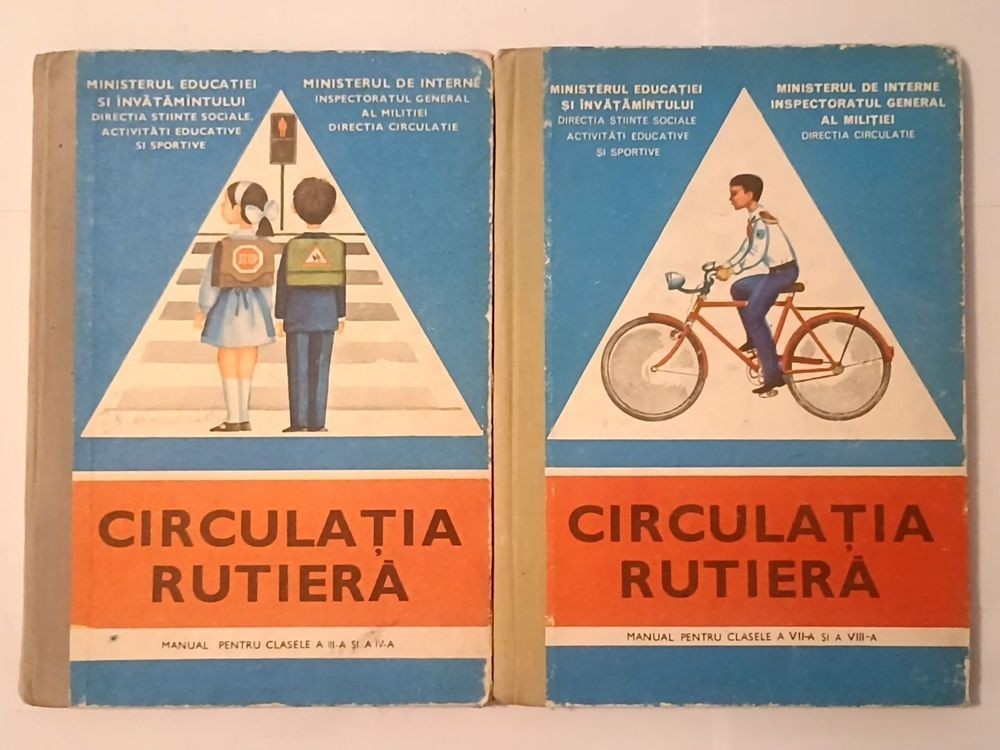 MINISTERUL EDUCAȚIEI
ȘI ÎNVĂȚĂMÎNTULUI
DIRECȚIA ȘTIINȚE SOCIALE,
ACTIVITĂȚI EDUCATIVE
ȘI SPORTIVE
MINISTERUL DE INTERNE
INSPECTORATUL GENERAL
AL MILIȚIEI
DIRECȚIA CIRCULAȚIE
STOP
CIRCULAȚIA
RUTIERĂ
MANUAL PENTRU CLASELE A III-A ȘI A IV-A
MINISTERUL EDUCAȚIEI
ȘI ÎNVĂȚĂMÎNTULUI
DIRECȚIA ȘTIINȚE SOCIALE
ACTIVITĂȚI EDUCATIVE
ȘI SPORTIVE
MINISTERUL DE INTERNE
INSPECTORATUL GENERAL
AL MILIȚIEI
DIRECȚIA CIRCULAȚIE
CIRCULAȚIA
RUTIERĂ
MANUAL PENTRU CLASELE A VII-A ȘI A VIII-A